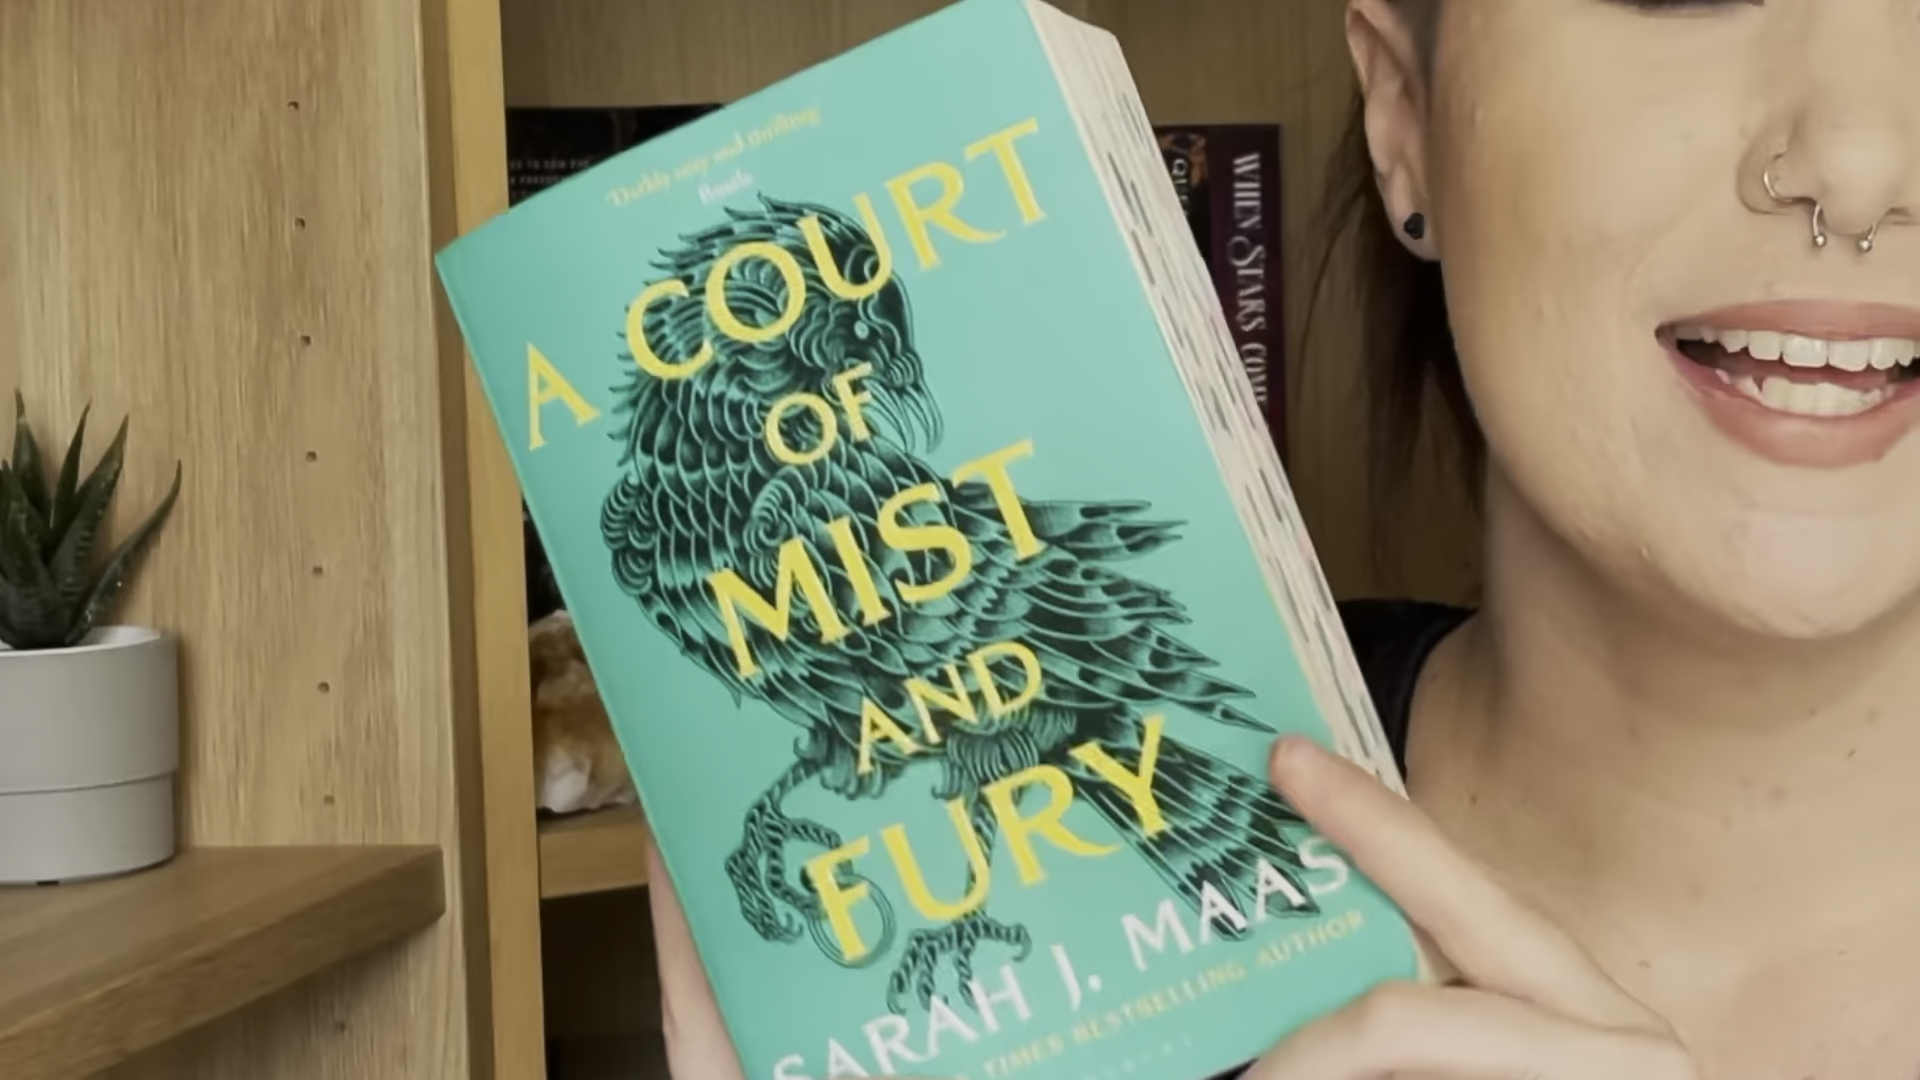 "Darkly sexy and thrilling"
Bustle
A COURT
OF
MIST
AND
FURY
SARAH J. MAAS
TIMES BESTSELLING AUTHOR
WHEN STARS COME